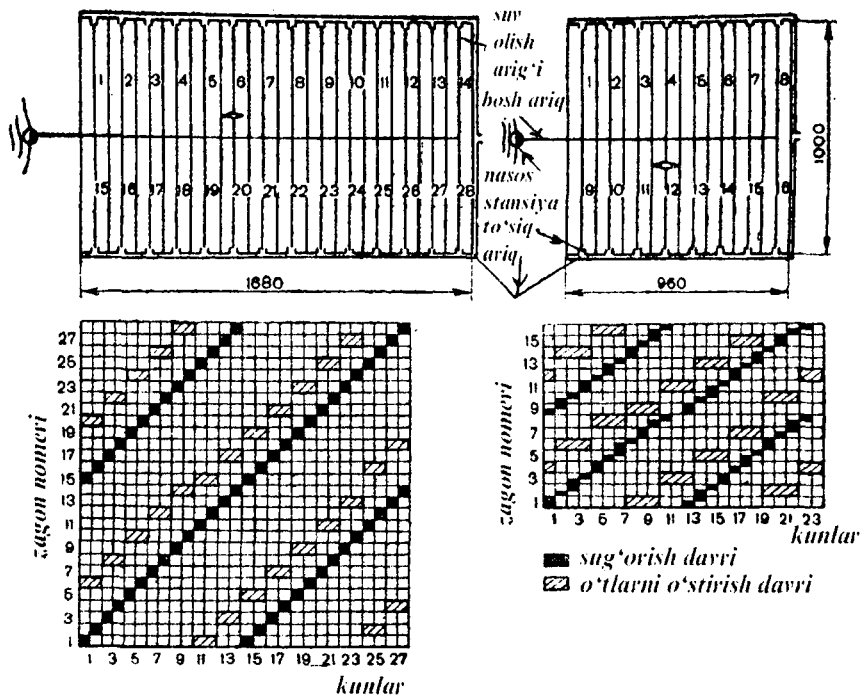 suv
olish
arig'i
bosh ariq
nasos
stansiya
to'siq
ariq
1 2 3 4 5 6 7 8 9 10 11 12 13 14
15 16 17 18 19 20 21 22 23 24 25 26 27 28
1680
1 2 3 4 5 6 7 8
9 10 11 12 13 14 15 16
960
1000
zagon nomeri
27
25
23
21
19
17
15
13
11
9
7
5
3
1
1 3 5 7 9 11 13 15 17 19 21 23 25 27
kunlar
zagon nomeri
15
13
11
9
7
5
3
1
1 3 5 7 9 11 13 15 17 19 21 23
kunlar
sug'orish davri
o'tlarni o'stirish davri